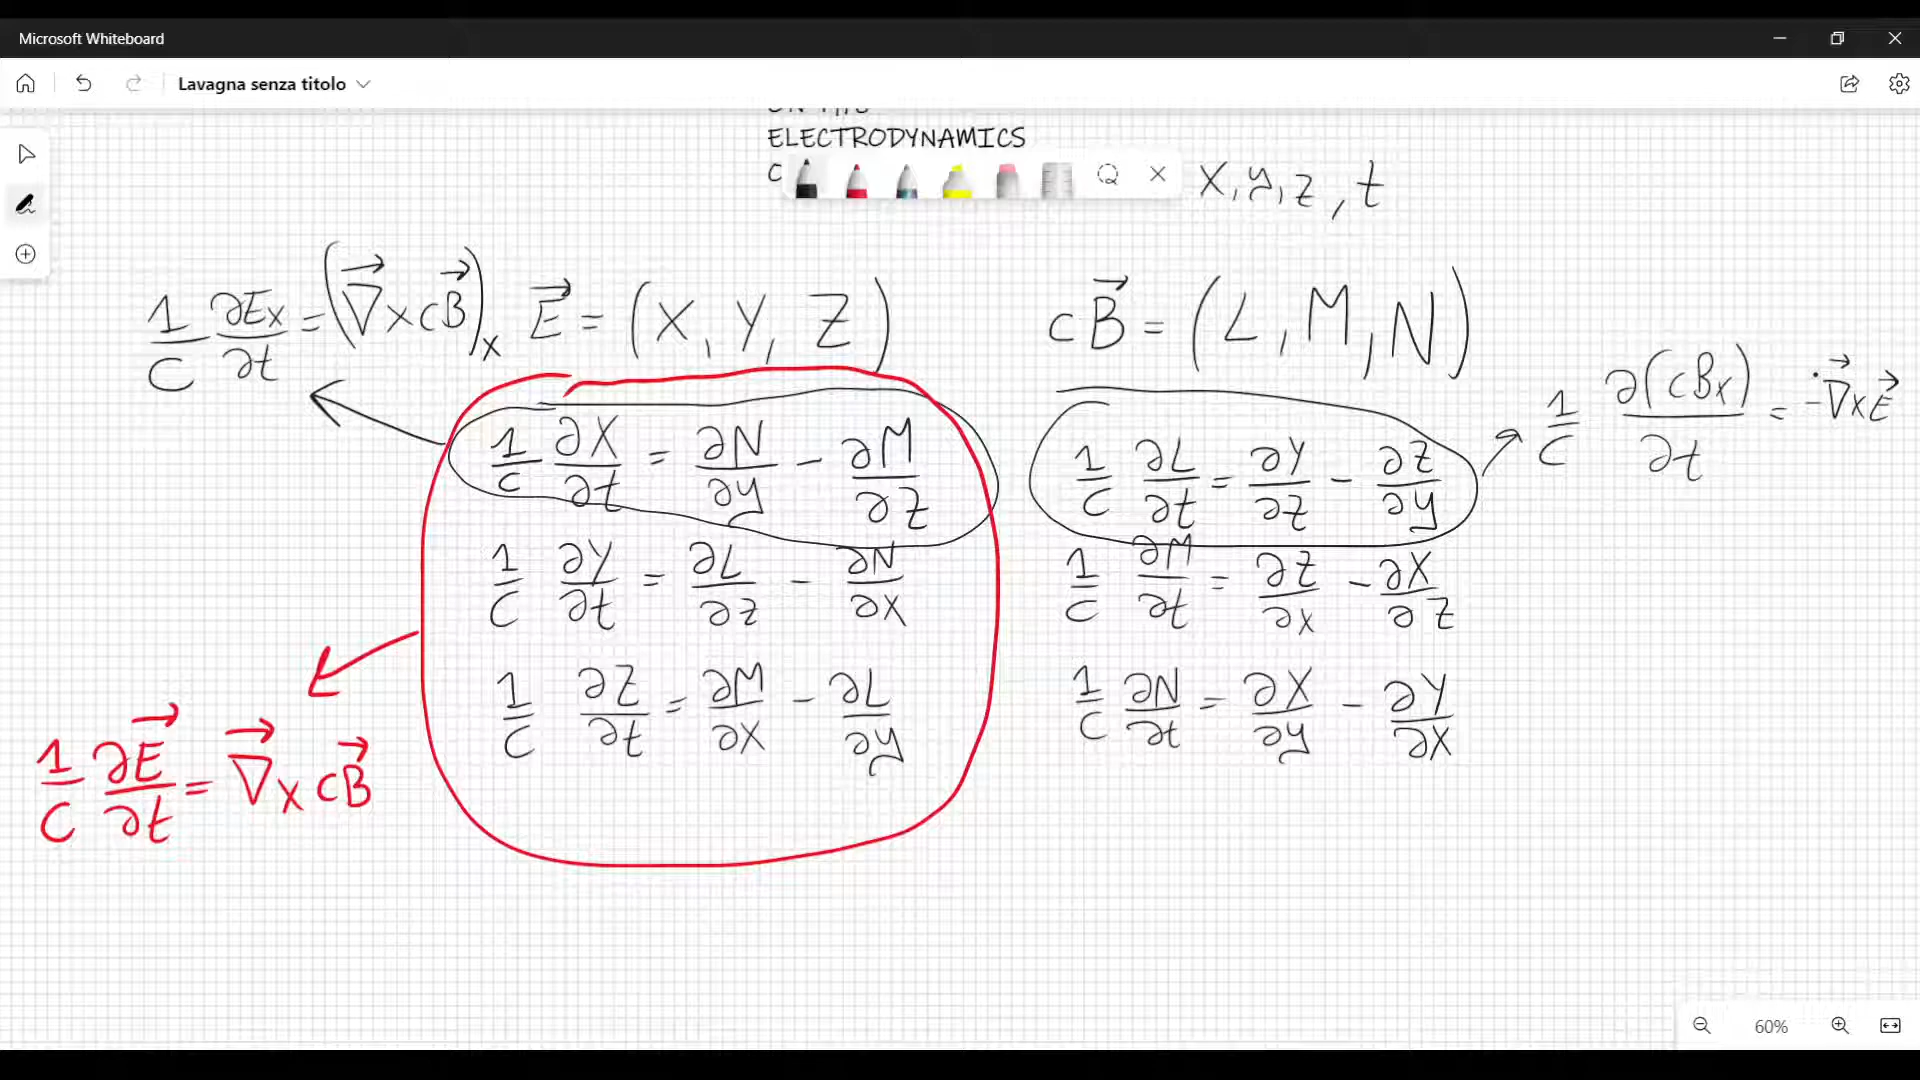 Microsoft Whiteboard
Lavagna senza titolo
ELECTRODYNAMICS
x, y, z, t
1/c ∂Ex/∂t = (∇⃗ x cB⃗)x
E⃗ = (X, Y, Z)
cB⃗ = (L, M, N)
1/c ∂(cBx)/∂t = -∇⃗ x E⃗
1/c ∂X/∂t = ∂N/∂y - ∂M/∂z
1/c ∂L/∂t = ∂Y/∂z - ∂Z/∂y
1/c ∂Y/∂t = ∂L/∂z - ∂N/∂x
1/c ∂M/∂t = ∂Z/∂x - ∂X/∂z
1/c ∂Z/∂t = ∂M/∂x - ∂L/∂y
1/c ∂N/∂t = ∂X/∂y - ∂Y/∂x
1/c ∂E⃗/∂t = ∇⃗ x cB⃗
60%